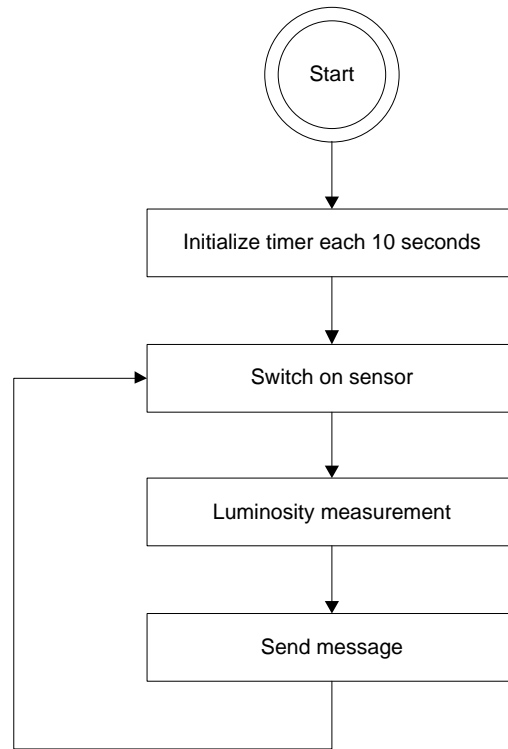 Start
Initialize timer each 10 seconds
Switch on sensor
Luminosity measurement
Send message